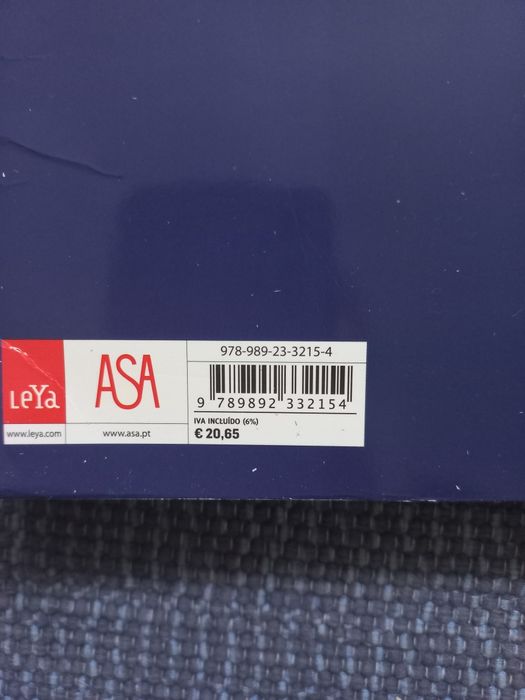 LeYa
ASA
978-989-23-3215-4
9 789892 332154
IVA INCLUÍDO (6%)
€ 20,65
www.leya.com
www.asa.pt